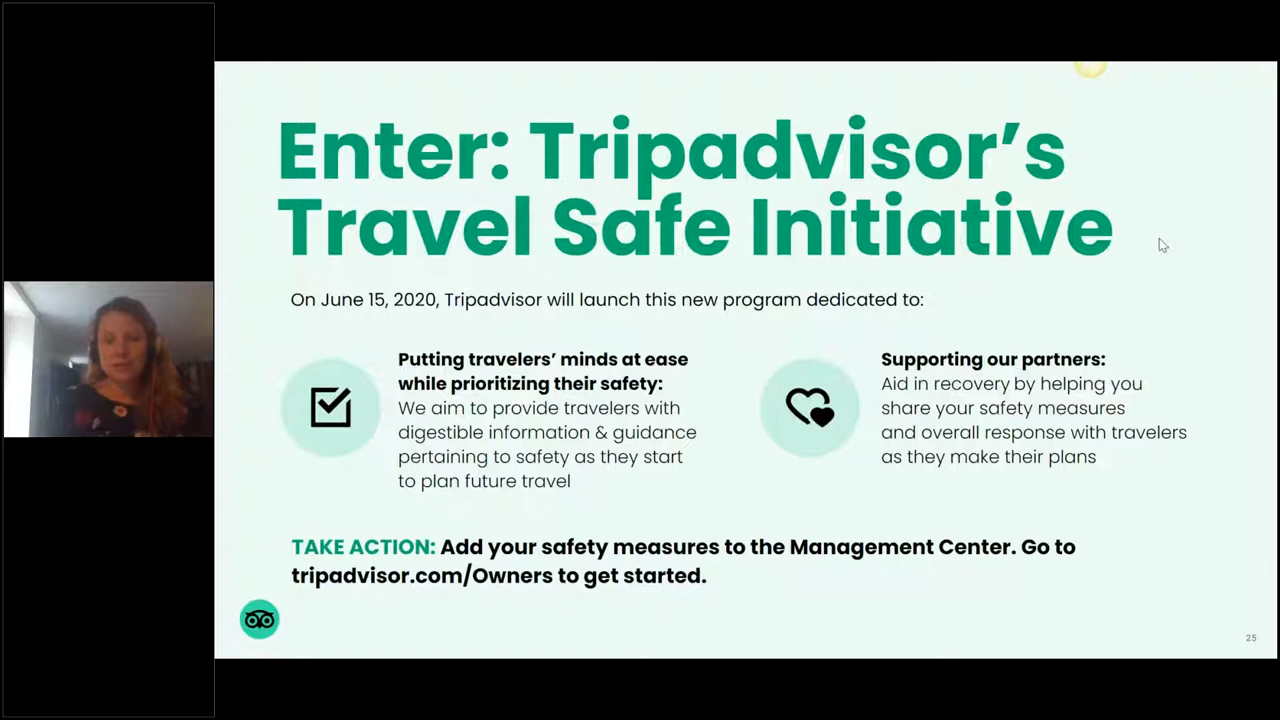 Enter: Tripadvisor’s
Travel Safe Initiative
On June 15, 2020, Tripadvisor will launch this new program dedicated to:
Putting travelers’ minds at ease
while prioritizing their safety:
We aim to provide travelers with
digestible information & guidance
pertaining to safety as they start
to plan future travel
Supporting our partners:
Aid in recovery by helping you
share your safety measures
and overall response with travelers
as they make their plans
TAKE ACTION: Add your safety measures to the Management Center. Go to
tripadvisor.com/Owners to get started.
25